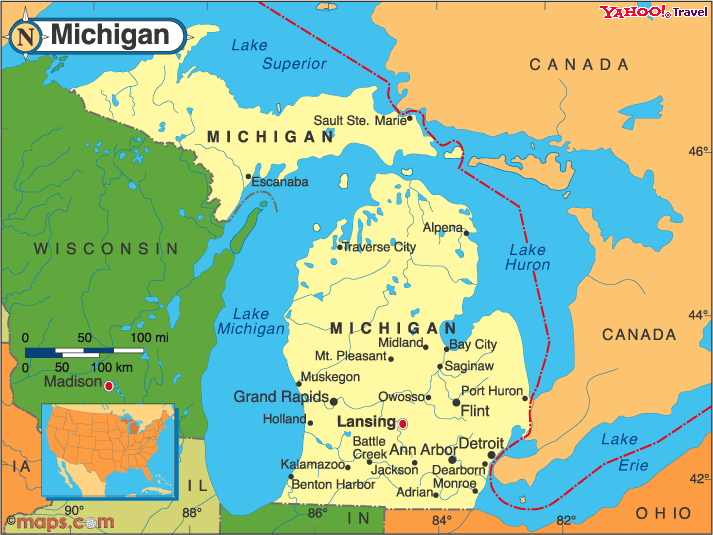 N
Michigan
YAHOO! Travel
Lake
Superior
CANADA
Sault Ste. Marie
MICHIGAN
46°
Escanaba
WISCONSIN
Alpena
Traverse City
Lake
Huron
Lake
Michigan
MICHIGAN
44°
0 50 100 mi
0 50 100 km
Midland
Bay City
CANADA
Mt. Pleasant
Saginaw
Madison
Muskegon
Grand Rapids
Owosso
Port Huron
Flint
Holland
Lansing
Battle
Creek
Ann Arbor
Detroit
Lake
Erie
IA
Kalamazoo
Jackson
Dearborn
Benton Harbor
Monroe
42°
IL
Adrian
IN
OHIO
90°
88°
86°
84°
82°
©maps.com